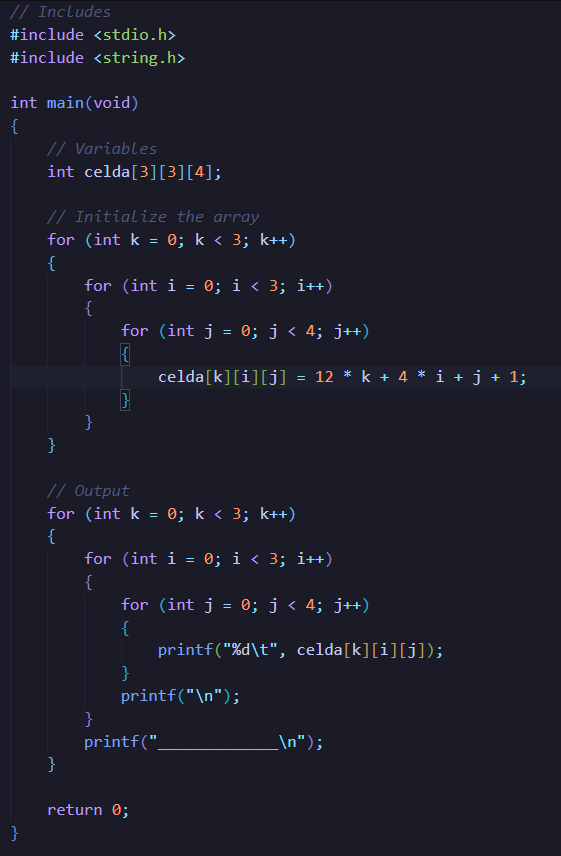 // Includes
#include <stdio.h>
#include <string.h>
int main(void)
{
// Variables
int celda[3][3][4];
// Initialize the array
for (int k = 0; k < 3; k++)
{
for (int i = 0; i < 3; i++)
{
for (int j = 0; j < 4; j++)
{
celda[k][i][j] = 12 * k + 4 * i + j + 1;
}
}
}
// Output
for (int k = 0; k < 3; k++)
{
for (int i = 0; i < 3; i++)
{
for (int j = 0; j < 4; j++)
{
printf("%d\t", celda[k][i][j]);
}
printf("\n");
}
printf("_____________\n");
}
return 0;
}